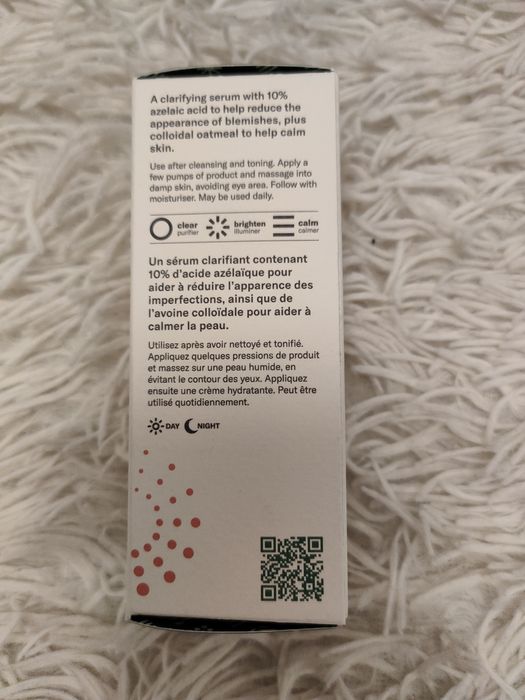 A clarifying serum with 10%
azelaic acid to help reduce the
appearance of blemishes, plus
colloidal oatmeal to help calm
skin.
Use after cleansing and toning. Apply a
few pumps of product and massage into
damp skin, avoiding eye area. Follow with
moisturiser. May be used daily.
clear brighten calm
purifier illuminer calmer
Un sérum clarifiant contenant
10% d'acide azélaïque pour
aider à réduire l'apparence des
imperfections, ainsi que de
l'avoine colloïdale pour aider à
calmer la peau.
Utilisez après avoir nettoyé et tonifié.
Appliquez quelques pressions de produit
et massez sur une peau humide, en
évitant le contour des yeux. Appliquez
ensuite une crème hydratante. Peut être
utilisé quotidiennement.
DAY NIGHT